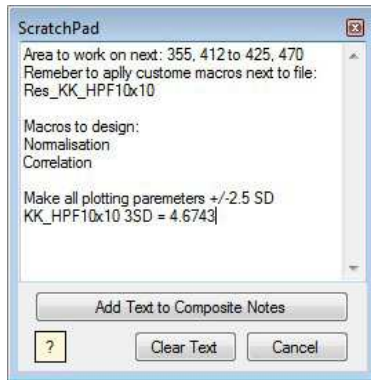 ScratchPad
Area to work on next: 355, 412 to 425, 470
Remeber to aplly custome macros next to file:
Res_KK_HPF10x10
Macros to design:
Normalisation
Correlation
Make all plotting paremeters +/-2.5 SD
KK_HPF10x10 3SD = 4.6743
Add Text to Composite Notes
? Clear Text Cancel